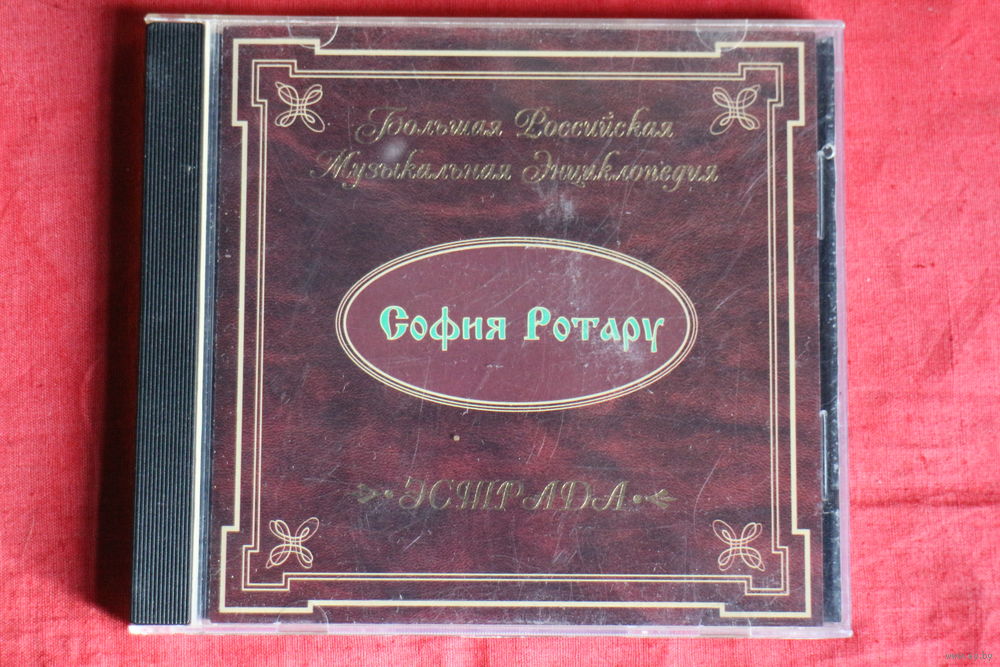 Большая Российская
Музыкальная Энциклопедия
София Ротару
ЭСТРАДА